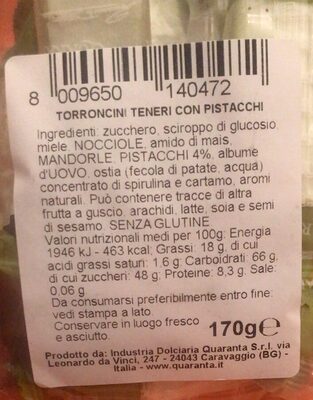 8 009650 140472
TORRONCINI TENERI CON PISTACCHI
Ingredienti: zucchero, sciroppo di glucosio,
miele, NOCCIOLE, amido di mais,
MANDORLE, PISTACCHI 4%, albume
d'UOVO, ostia (fecola di patate, acqua)
concentrato di spirulina e cartamo, aromi
naturali. Può contenere tracce di altra
frutta a guscio, arachidi, latte, soia e semi
di sesamo. SENZA GLUTINE.
Valori nutrizionali medi per 100g: Energia
1946 kJ - 463 kcal; Grassi: 18 g, di cui
acidi grassi saturi: 1.6 g; Carboidrati: 66 g,
di cui zuccheri: 48 g; Proteine: 8,3 g; Sale:
0.06 g
Da consumarsi preferibilmente entro fine:
vedi stampa a lato
Conservare in luogo fresco
e asciutto. 170g℮
Prodotto da: Industria Dolciaria Quaranta S.r.l. via
Leonardo da Vinci, 247 - 24043 Caravaggio (BG) -
Italia - www.quaranta.it